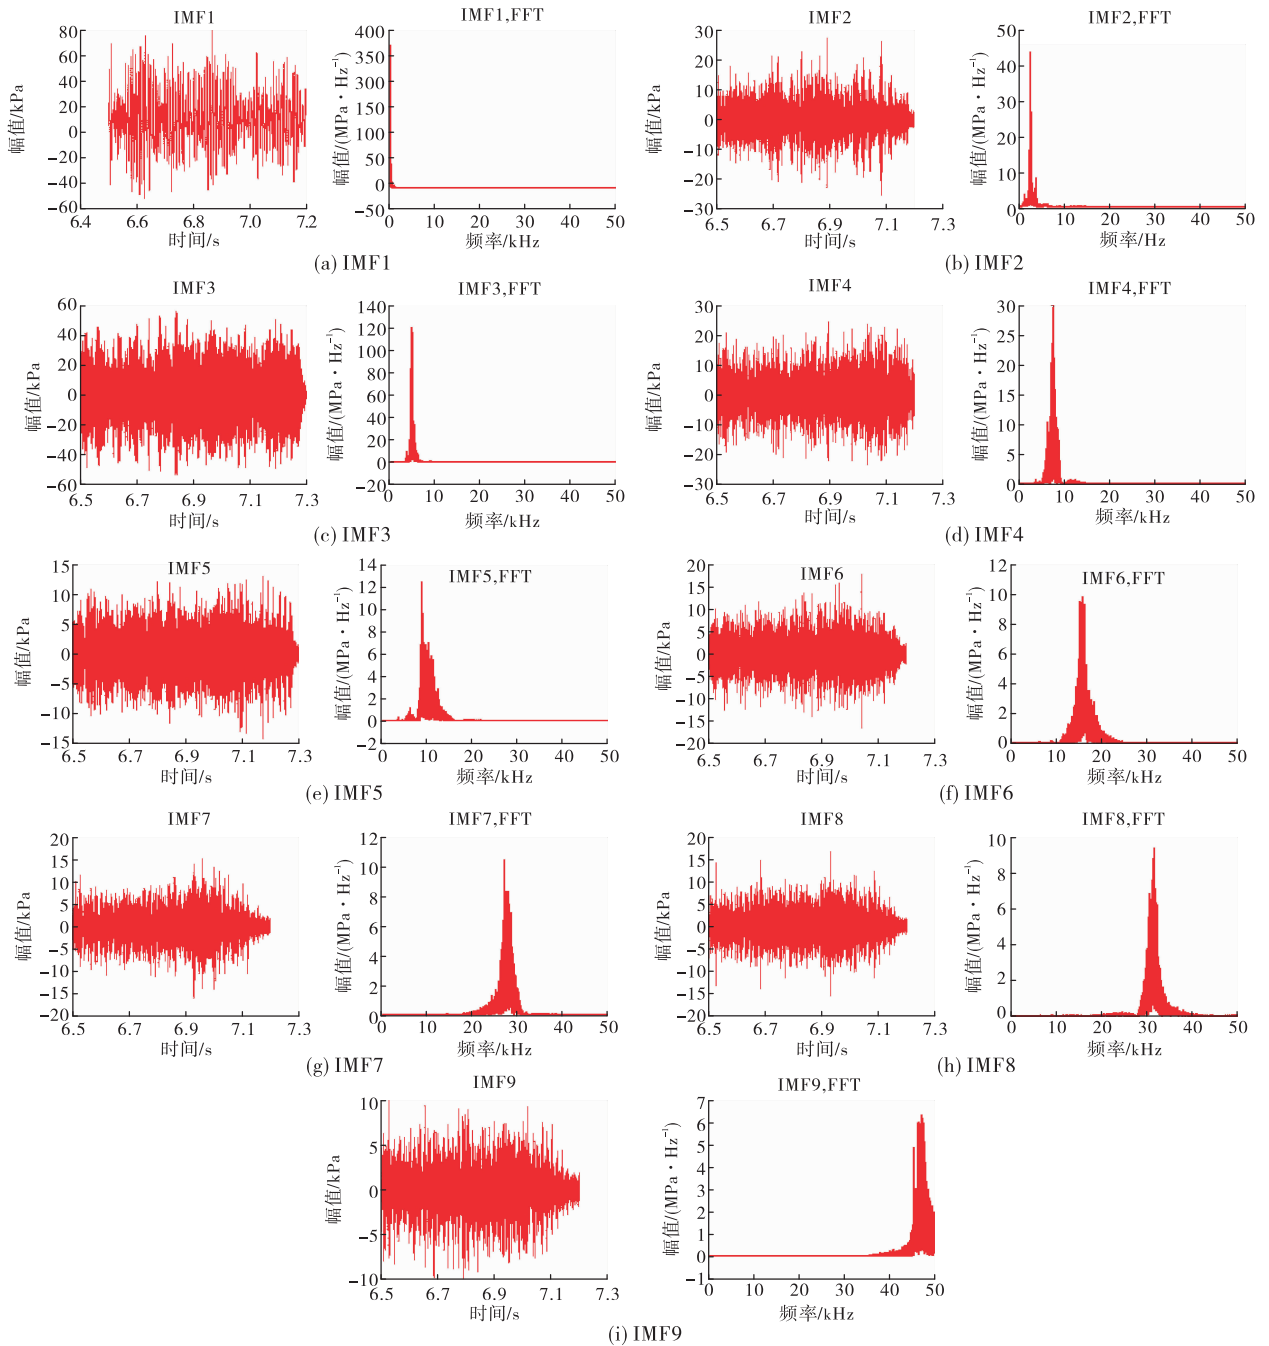 IMF1
幅值/kPa
80
60
40
20
0
−20
−40
−60
6.4 6.6 6.8 7.0 7.2
时间/s
IMF1,FFT
幅值/(MPa·Hz⁻¹)
400
350
250
200
150
50
0
−50
0 10 20 30 40 50
频率/kHz
(a) IMF1
IMF2
幅值/kPa
30
20
10
0
−10
−20
−30
6.5 6.7 6.9 7.1 7.3
时间/s
IMF2,FFT
幅值/(MPa·Hz⁻¹)
50
40
30
20
10
0
0 10 20 30 40 50
频率/Hz
(b) IMF2
IMF3
幅值/kPa
60
40
20
0
−20
−40
−60
6.5 6.7 6.9 7.1 7.3
时间/s
IMF3,FFT
幅值/(MPa·Hz⁻¹)
140
120
100
80
60
40
20
0
−20
0 10 20 30 40 50
频率/kHz
(c) IMF3
IMF4
幅值/kPa
30
20
10
0
−10
−20
−30
6.5 6.7 6.9 7.1 7.3
时间/s
IMF4,FFT
幅值/(MPa·Hz⁻¹)
30
25
20
15
10
5
0
0 10 20 30 40 50
频率/kHz
(d) IMF4
IMF5
幅值/kPa
15
10
5
0
−5
−10
−15
6.5 6.7 6.9 7.1 7.3
时间/s
IMF5,FFT
幅值/(MPa·Hz⁻¹)
14
12
10
8
6
4
2
0
−2
0 10 20 30 40 50
频率/kHz
(e) IMF5
IMF6
幅值/kPa
20
15
10
5
0
−5
−10
−15
−20
6.5 6.7 6.9 7.1 7.3
时间/s
IMF6,FFT
幅值/(MPa·Hz⁻¹)
12
10
8
6
4
2
0
0 10 20 30 40 50
频率/kHz
(f) IMF6
IMF7
幅值/kPa
20
15
10
5
0
−5
−10
−15
−20
6.5 6.7 6.9 7.1 7.3
时间/s
IMF7,FFT
幅值/(MPa·Hz⁻¹)
12
10
8
6
4
2
0
0 10 20 30 40 50
频率/kHz
(g) IMF7
IMF8
幅值/kPa
20
15
10
5
0
−5
−10
−15
−20
6.5 6.7 6.9 7.1 7.3
时间/s
IMF8,FFT
幅值/(MPa·Hz⁻¹)
10
8
6
4
2
0
0 10 20 30 40 50
频率/kHz
(h) IMF8
IMF9
幅值/kPa
10
5
0
−5
−10
6.5 6.7 6.9 7.1 7.3
时间/s
IMF9,FFT
幅值/(MPa·Hz⁻¹)
7
6
5
4
3
2
1
0
−1
0 10 20 30 40 50
频率/kHz
(i) IMF9